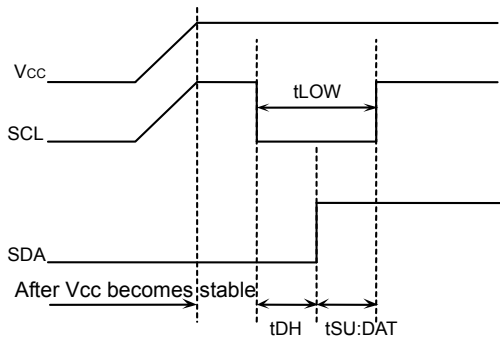 Vcc
tLOW
SCL
SDA
After Vcc becomes stable
tDH
tSU:DAT